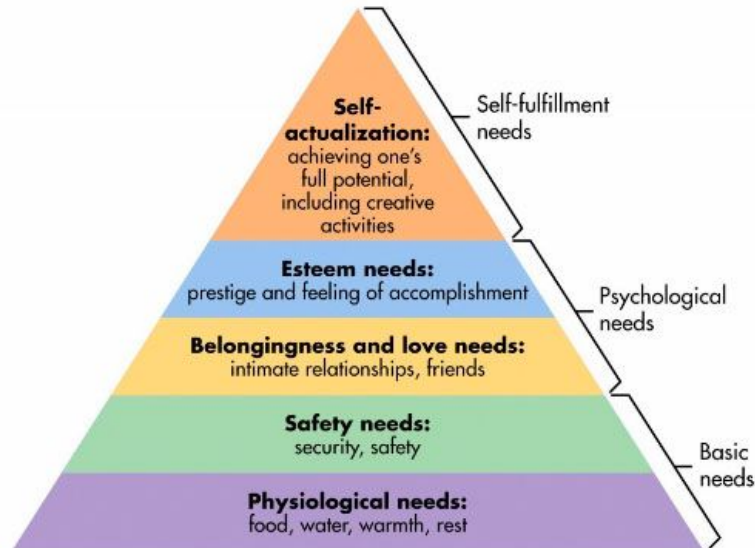 Self-
actualization:
achieving one's
full potential,
including creative
activities
Self-fulfillment
needs
Esteem needs:
prestige and feeling of accomplishment
Belongingness and love needs:
intimate relationships, friends
Psychological
needs
Safety needs:
security, safety
Physiological needs:
food, water, warmth, rest
Basic
needs